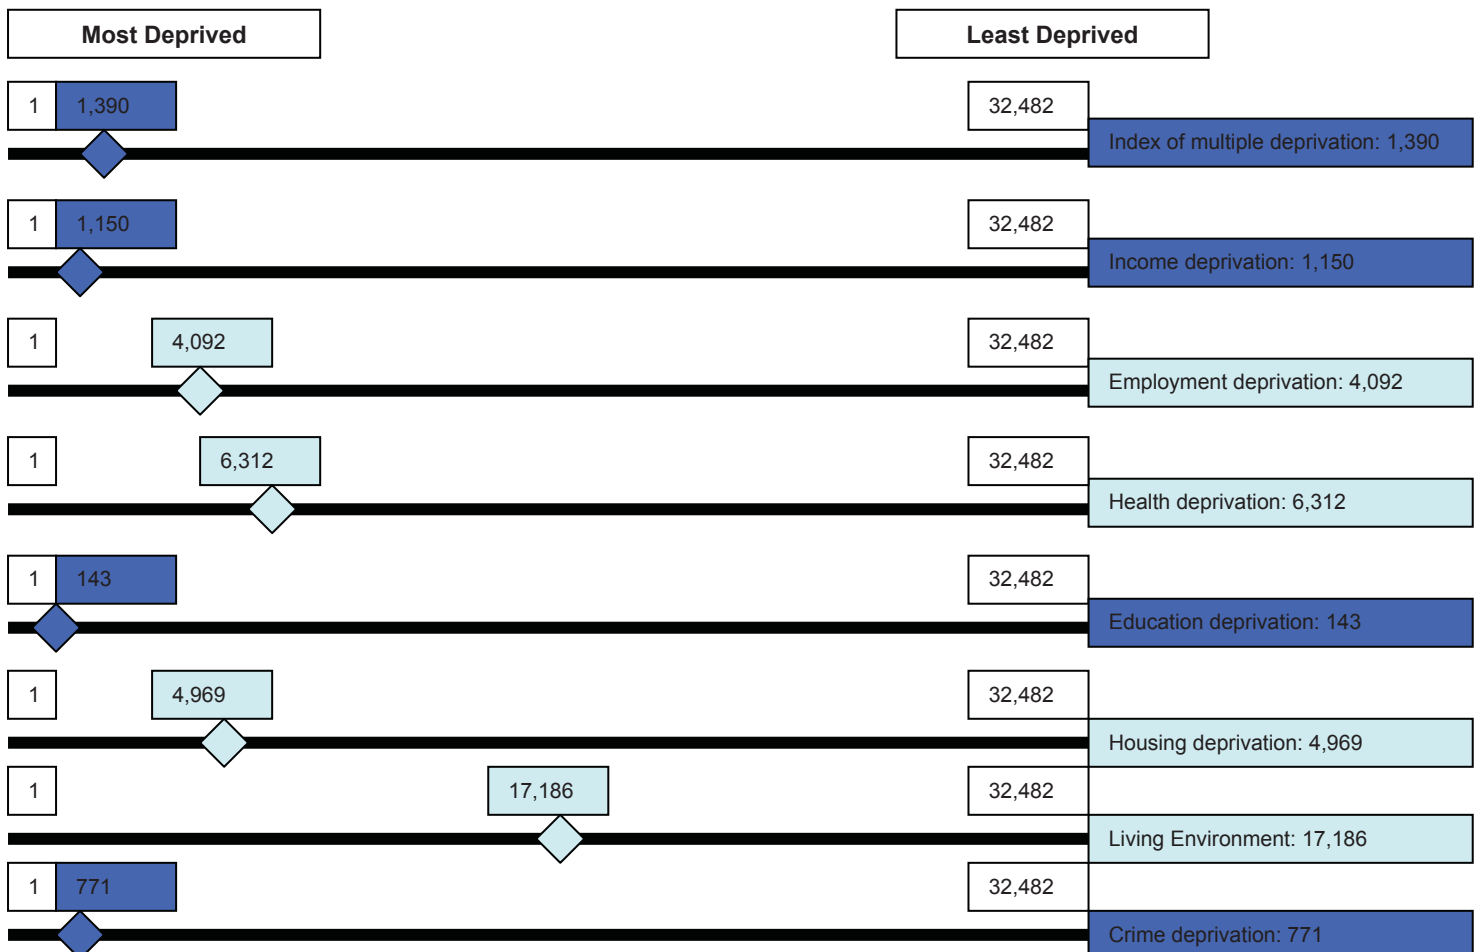 Most Deprived
Least Deprived
1
1,390
32,482
Index of multiple deprivation: 1,390
1
1,150
32,482
Income deprivation: 1,150
1
4,092
32,482
Employment deprivation: 4,092
1
6,312
32,482
Health deprivation: 6,312
1
143
32,482
Education deprivation: 143
1
4,969
32,482
Housing deprivation: 4,969
1
17,186
32,482
Living Environment: 17,186
1
771
32,482
Crime deprivation: 771